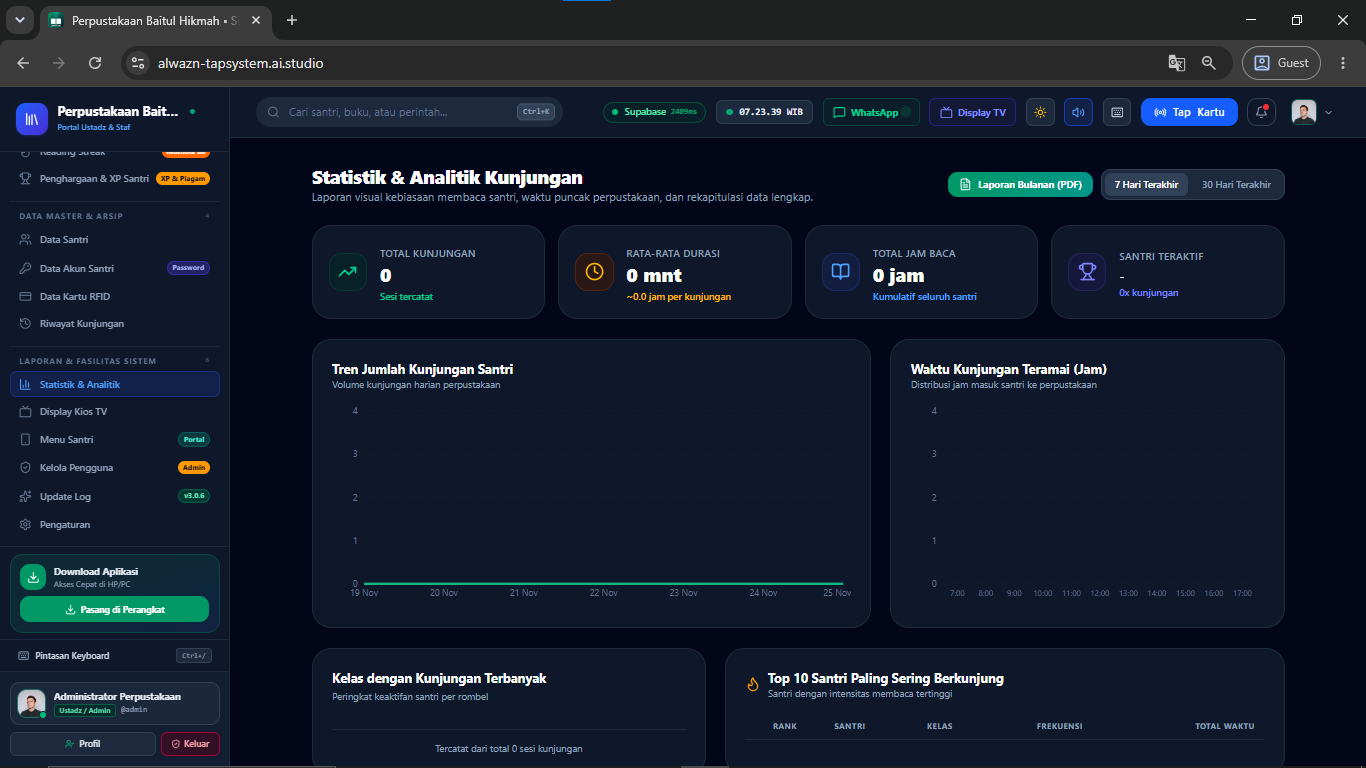 Perpustakaan Baitul Hikmah • S
alwazn-tapsystem.ai.studio
Guest
Perpustakaan Bait...
Portal Ustadz & Staf
Cari santri, buku, atau perintah...
Ctrl+K
Supabase 2409ms
07.23.39 WIB
WhatsApp
Display TV
Tap Kartu
Reading Streak
Penghargaan & XP Santri
XP & Piagam
DATA MASTER & ARSIP
4
Data Santri
Data Akun Santri
Password
Data Kartu RFID
Riwayat Kunjungan
LAPORAN & FASILITAS SISTEM
6
Statistik & Analitik
Display Kios TV
Menu Santri
Portal
Kelola Pengguna
Admin
Update Log
v3.0.6
Pengaturan
Download Aplikasi
Akses Cepat di HP/PC
Pasang di Perangkat
Pintasan Keyboard
Ctrl+/
Administrator Perpustakaan
Ustadz / Admin
@admin
Profil
Keluar
Statistik & Analitik Kunjungan
Laporan visual kebiasaan membaca santri, waktu puncak perpustakaan, dan rekapitulasi data lengkap.
Laporan Bulanan (PDF)
7 Hari Terakhir
30 Hari Terakhir
TOTAL KUNJUNGAN
0
Sesi tercatat
RATA-RATA DURASI
0 mnt
~0.0 jam per kunjungan
TOTAL JAM BACA
0 jam
Kumulatif seluruh santri
SANTRI TERAKTIF
-
0x kunjungan
Tren Jumlah Kunjungan Santri
Volume kunjungan harian perpustakaan
4
3
2
1
0
19 Nov 20 Nov 21 Nov 22 Nov 23 Nov 24 Nov 25 Nov
Waktu Kunjungan Teramai (Jam)
Distribusi jam masuk santri ke perpustakaan
4
3
2
1
0
7:00 8:00 9:00 10:00 11:00 12:00 13:00 14:00 15:00 16:00 17:00
Kelas dengan Kunjungan Terbanyak
Peringkat keaktifan santri per rombel
Tercatat dari total 0 sesi kunjungan
Top 10 Santri Paling Sering Berkunjung
Santri dengan intensitas membaca tertinggi
RANK SANTRI KELAS FREKUENSI TOTAL WAKTU